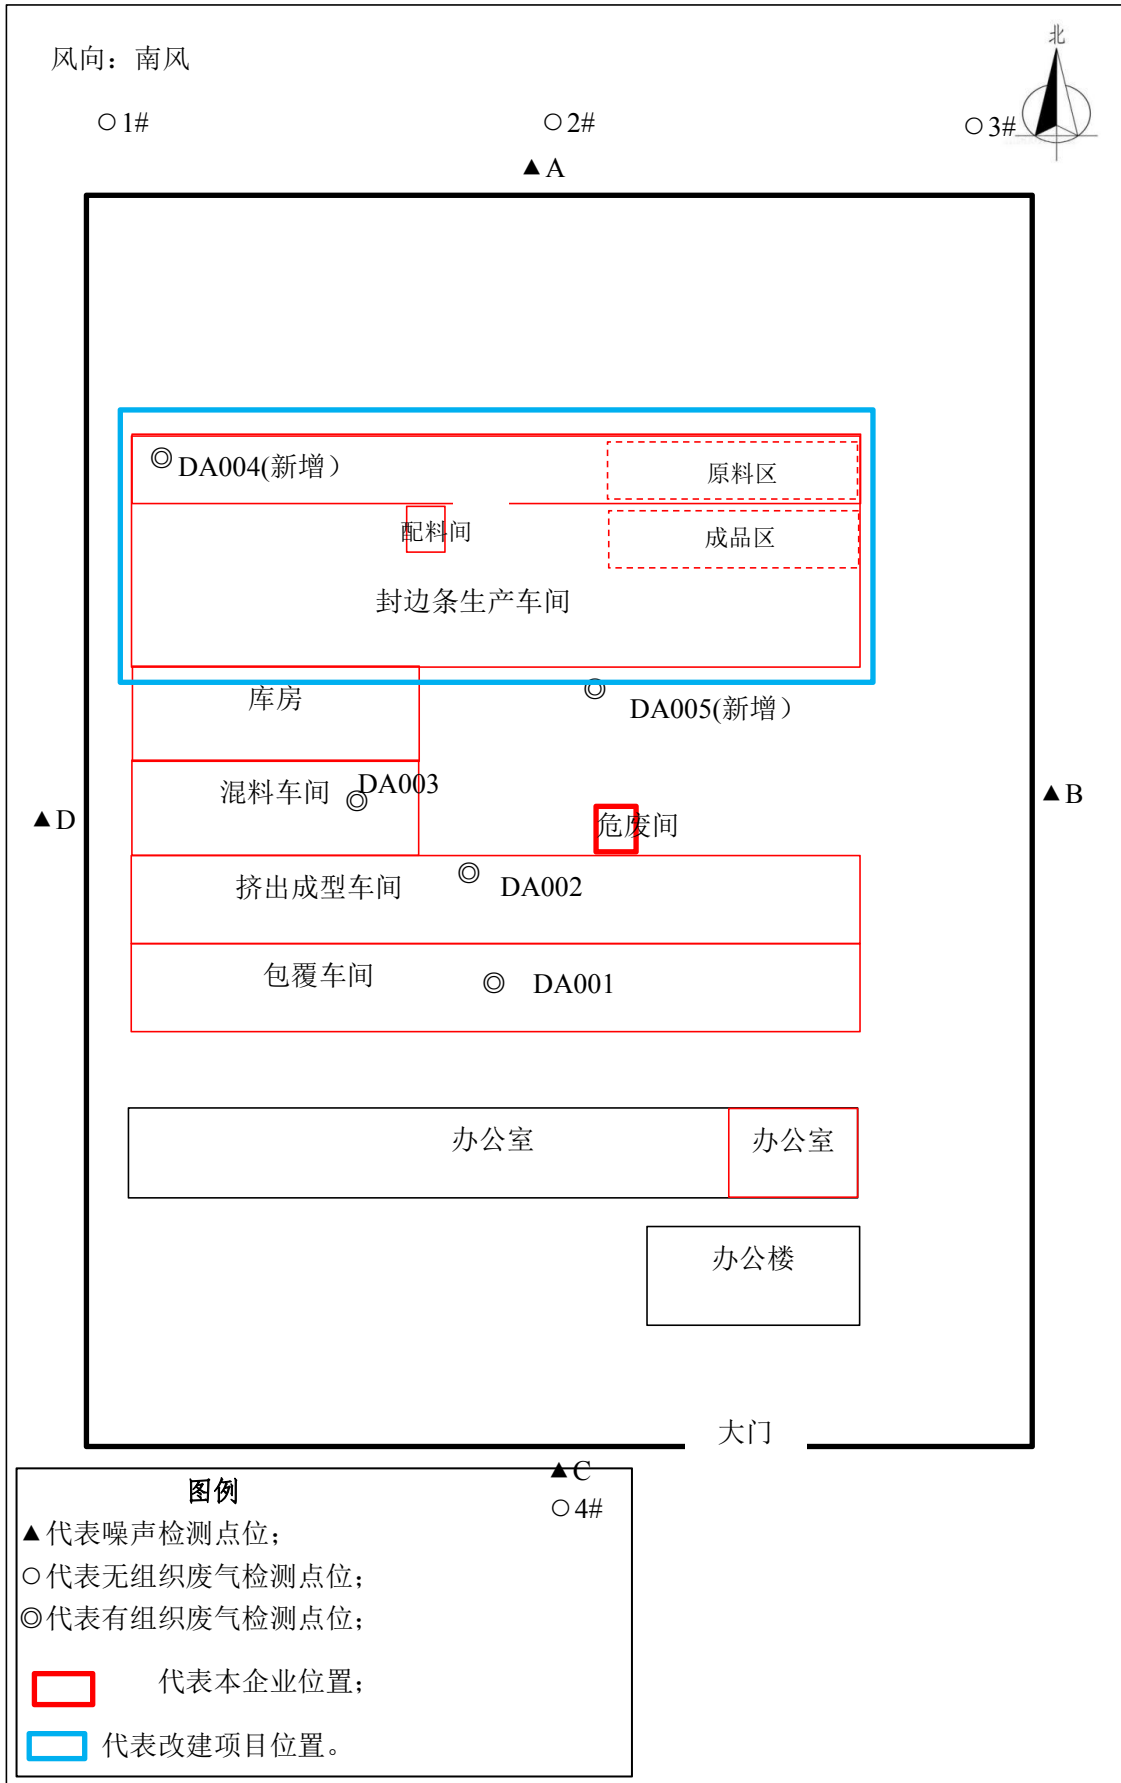 北
风向：南风
○1#
○2#
○3#
▲A
◎DA004(新增）
原料区
配料间
成品区
封边条生产车间
库房
◎DA005(新增）
混料车间
◎DA003
▲D
▲B
危废间
挤出成型车间
◎DA002
包覆车间
◎DA001
办公室
办公室
办公楼
大门
▲C
○4#
图例
▲代表噪声检测点位；
○代表无组织废气检测点位；
◎代表有组织废气检测点位；
代表本企业位置；
代表改建项目位置。